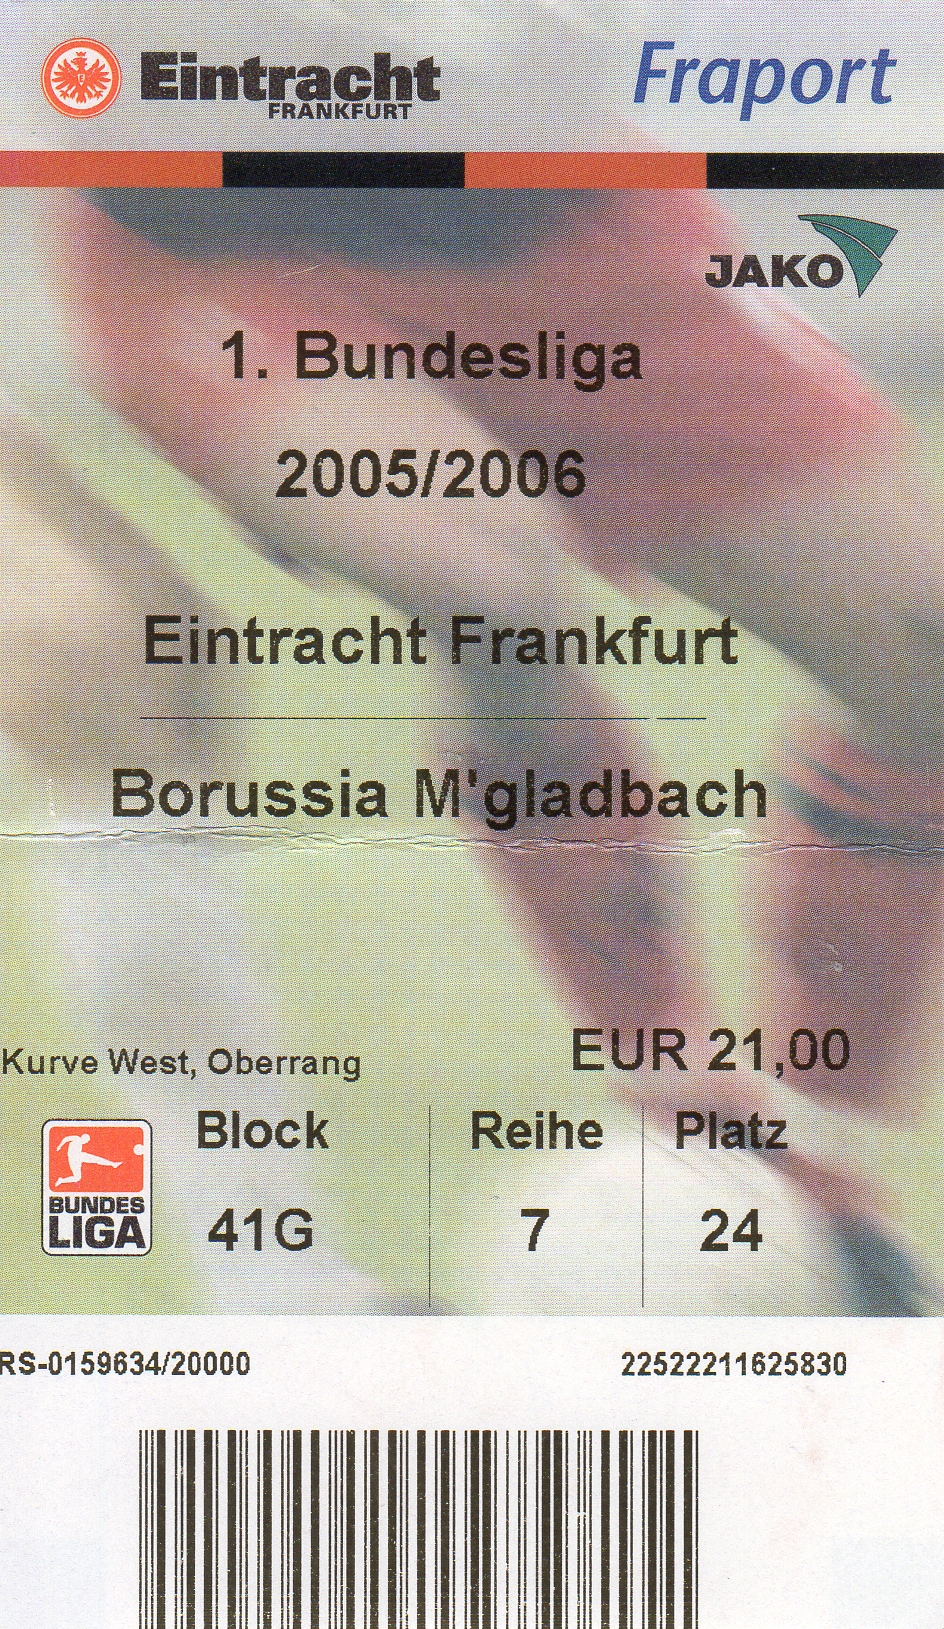 Eintracht Fraport
FRANKFURT
JAKO
1. Bundesliga
2005/2006
Eintracht Frankfurt
Borussia M'gladbach
Kurve West, Oberrang EUR 21,00
Block Reihe Platz
41G 7 24
BUNDES
LIGA
RS-0159634/20000 22522211625830